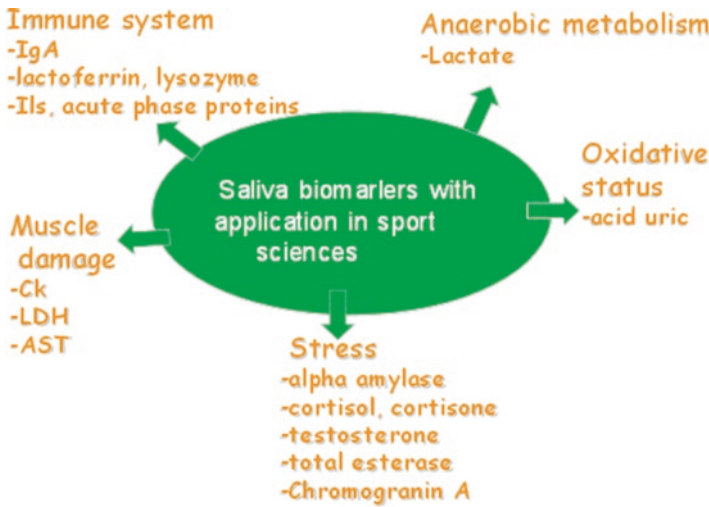 Immune system
-IgA
-lactoferrin, lysozyme
-Ils, acute phase proteins
Anaerobic metabolism
-Lactate
Oxidative
status
-acid uric
Saliva biomarlers with
application in sport
sciences
Muscle
damage
-Ck
-LDH
-AST
Stress
-alpha amylase
-cortisol, cortisone
-testosterone
-total esterase
-Chromogranin A